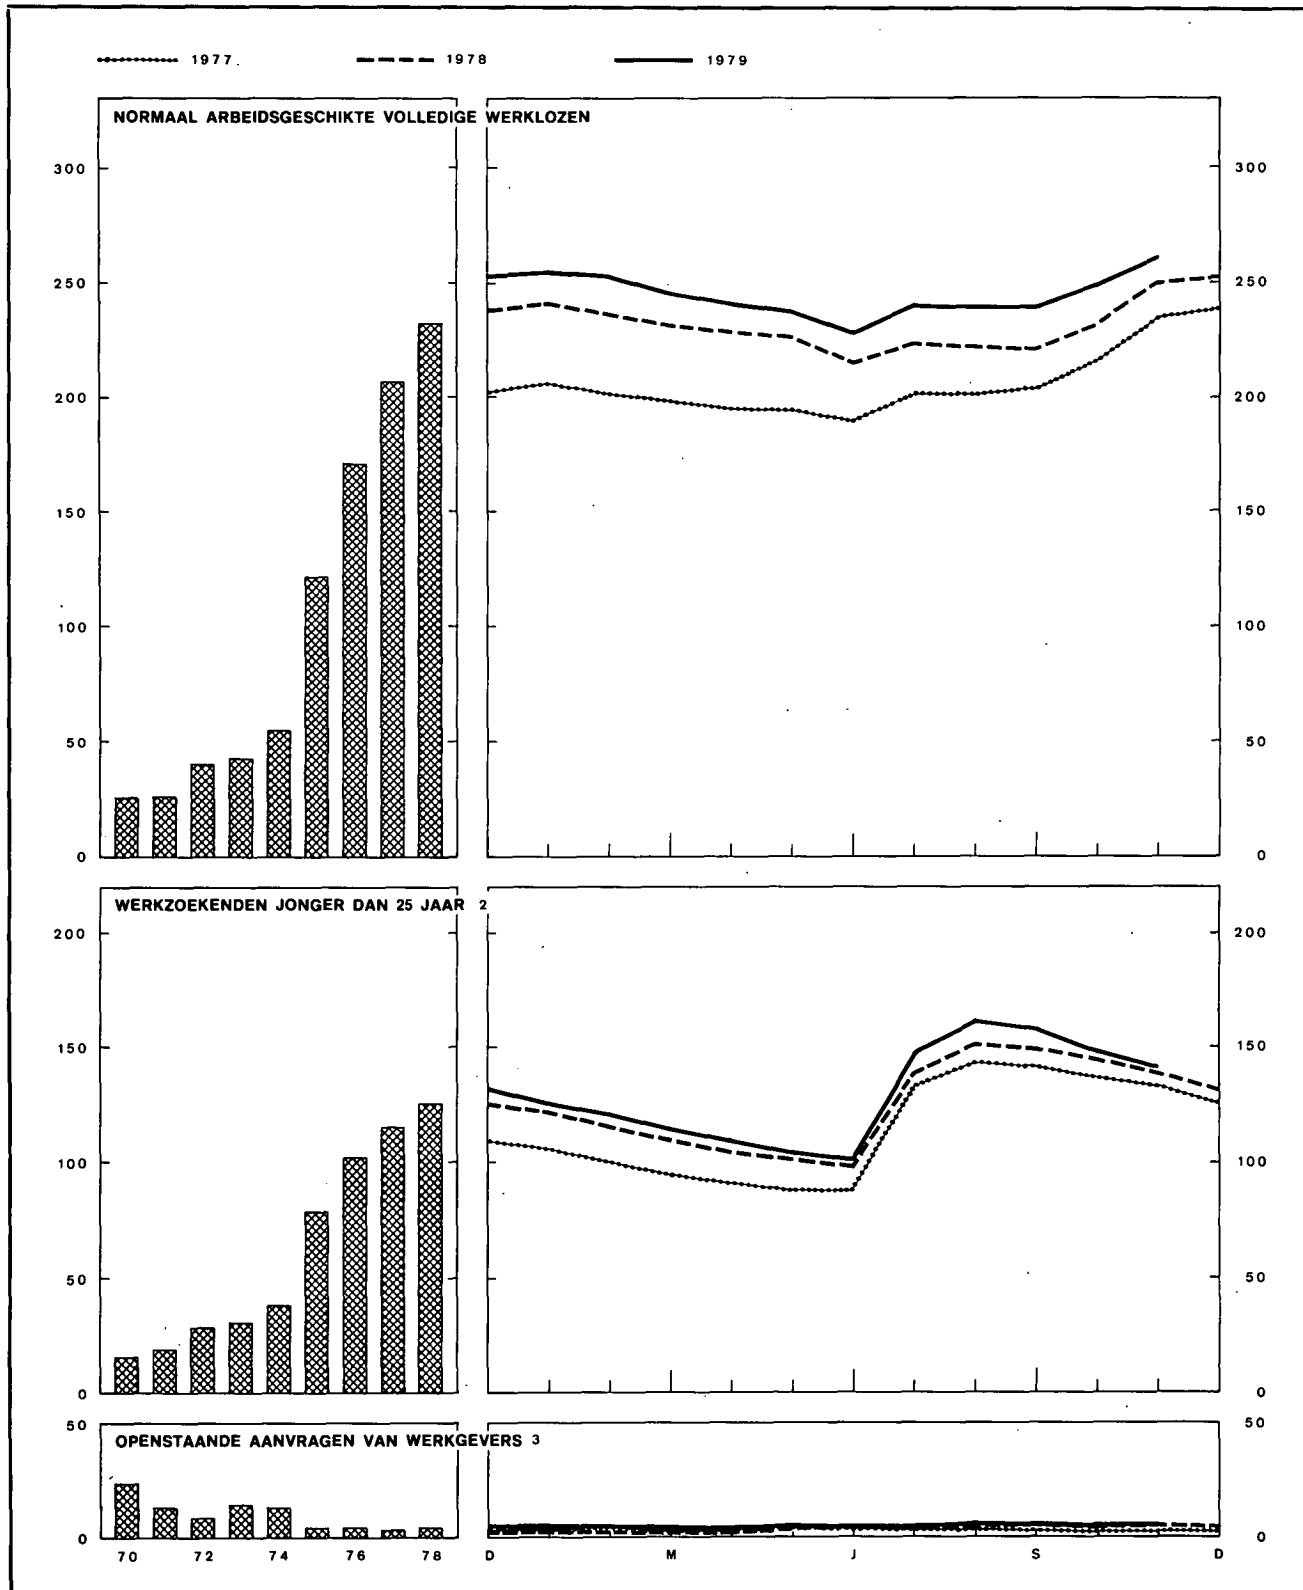 1977 1978 1979
NORMAAL ARBEIDSGESCHIKTE VOLLEDIGE WERKLOZEN
300 300
250 250
200 200
150 150
100 100
50 50
0 0
WERKZOEKENDEN JONGER DAN 25 JAAR 2
200 200
150 150
100 100
50 50
0 0
50 50
OPENSTAANDE AANVRAGEN VAN WERKGEVERS 3
0 0
70 72 74 76 78 D M J S D